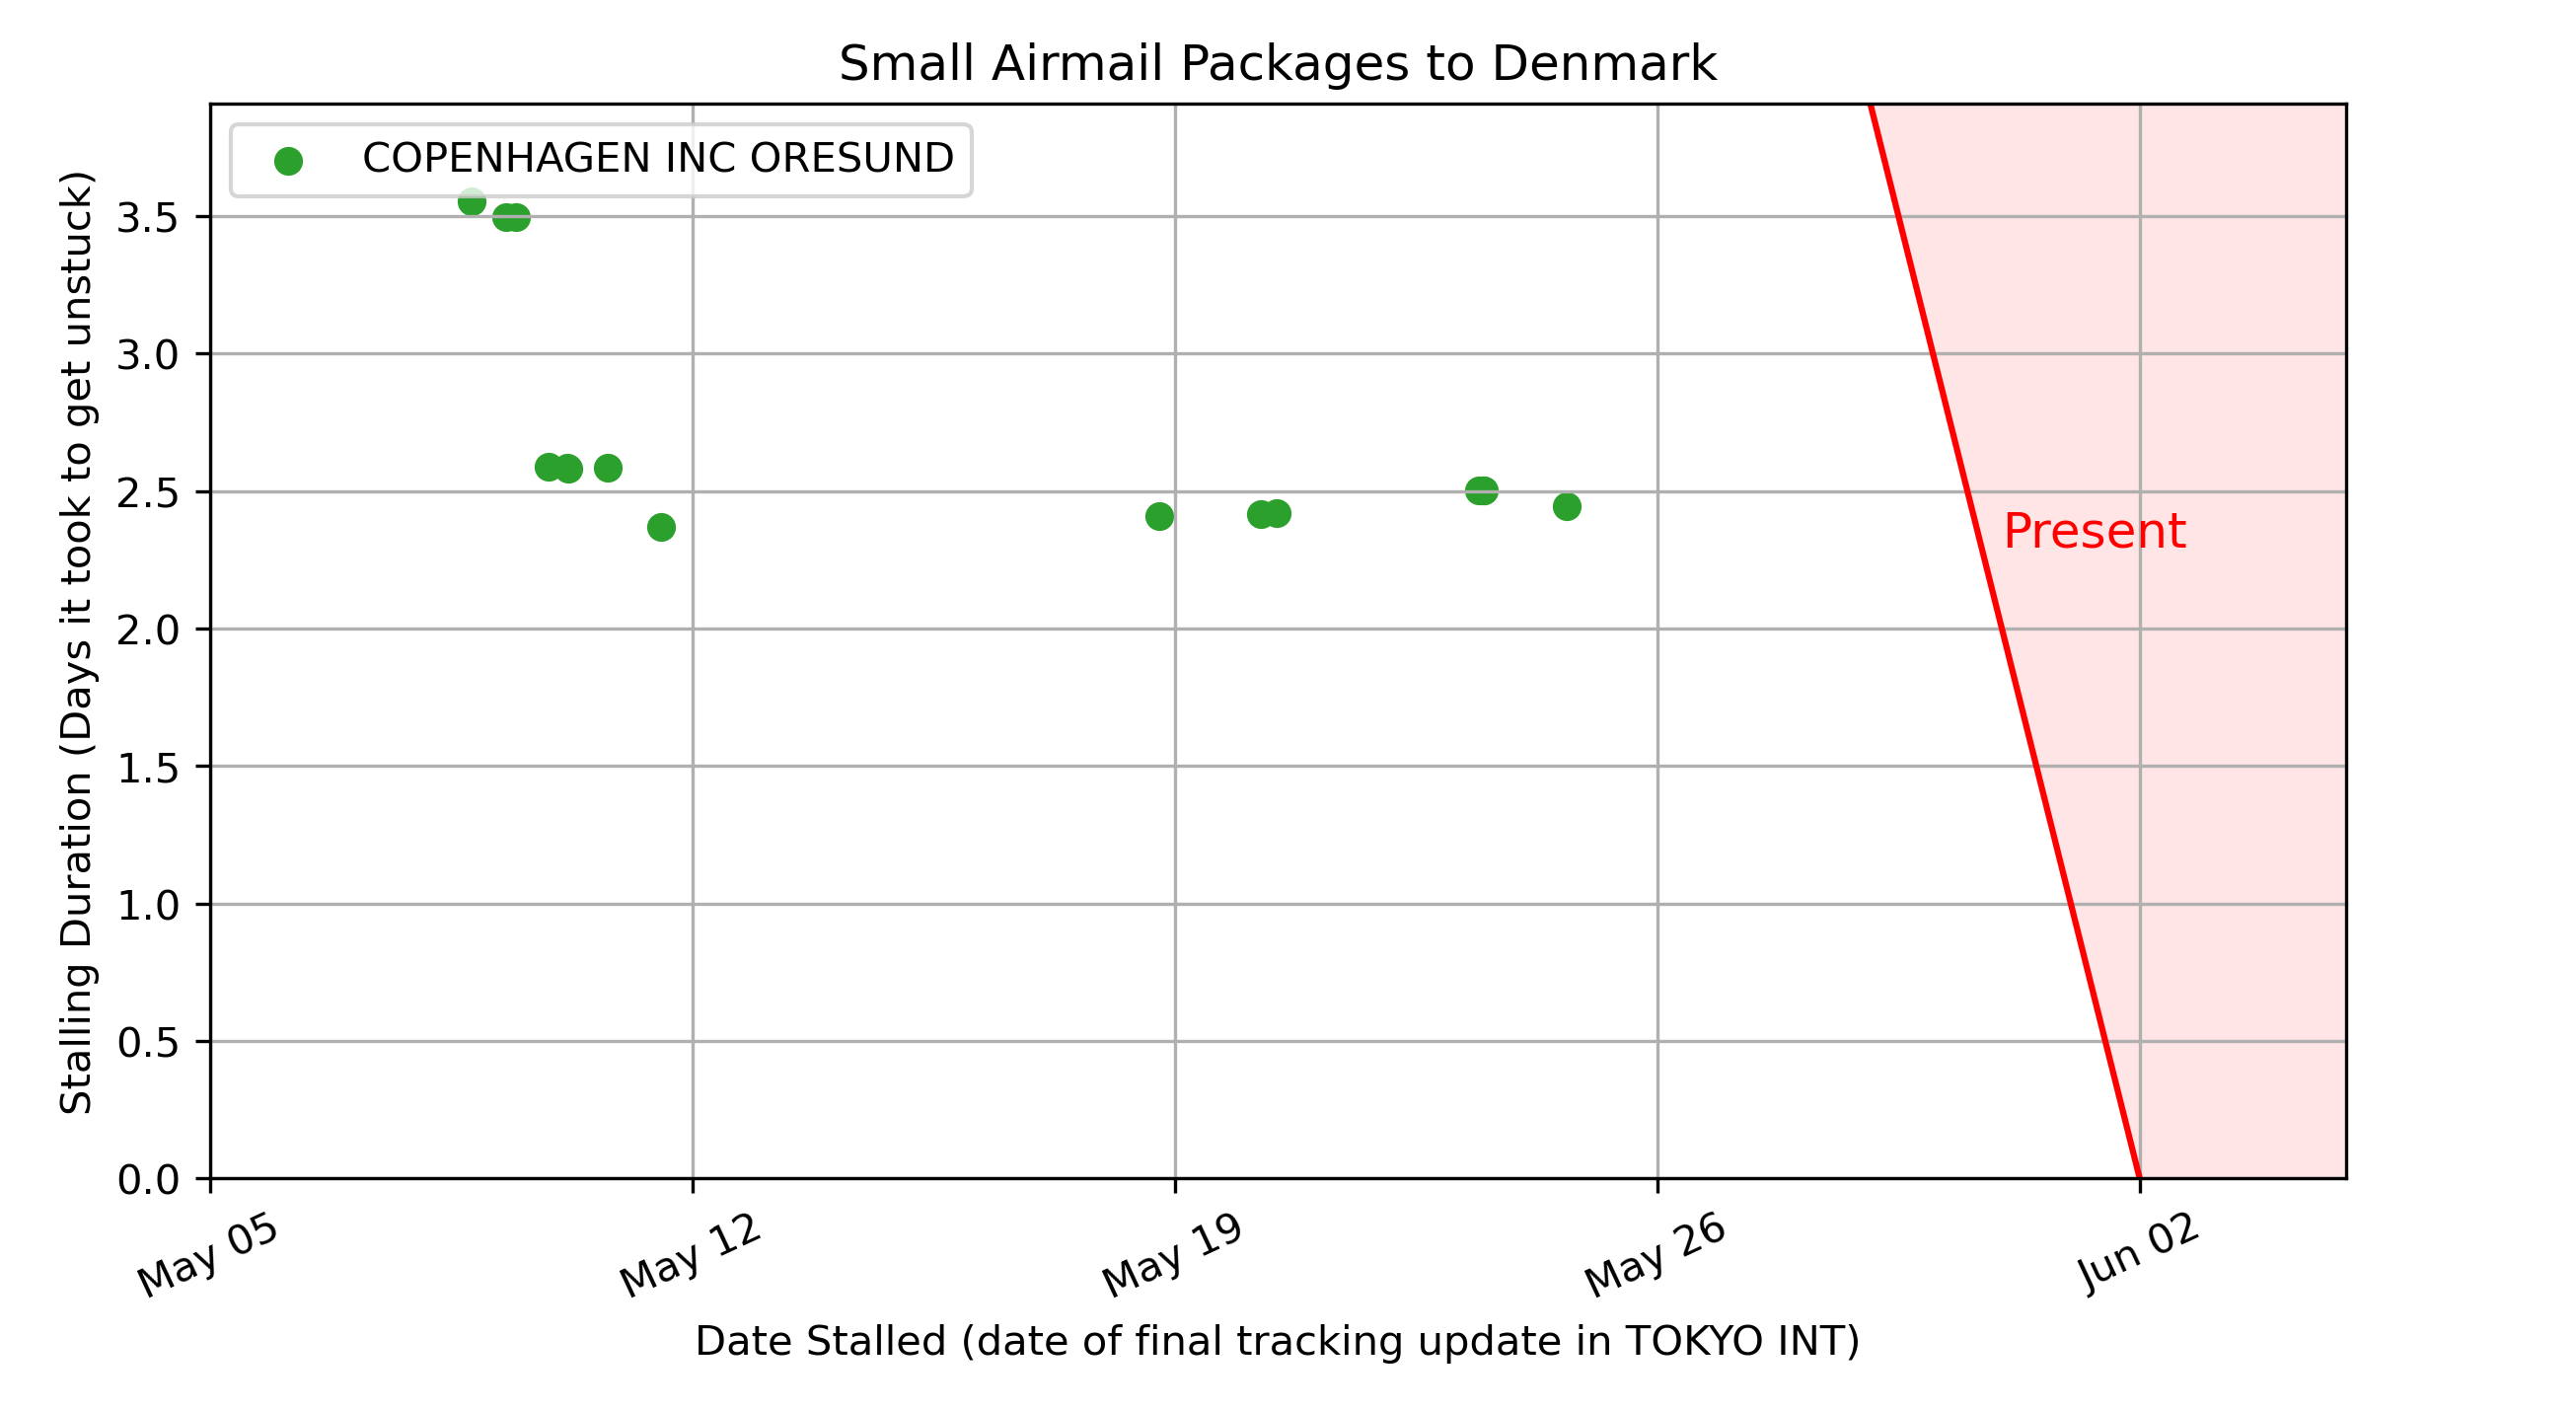 Small Airmail Packages to Denmark
COPENHAGEN INC ORESUND
Stalling Duration (Days it took to get unstuck)
3.5
3.0
2.5
2.0
1.5
1.0
0.5
0.0
Present
May 05
May 12
May 19
May 26
Jun 02
Date Stalled (date of final tracking update in TOKYO INT)